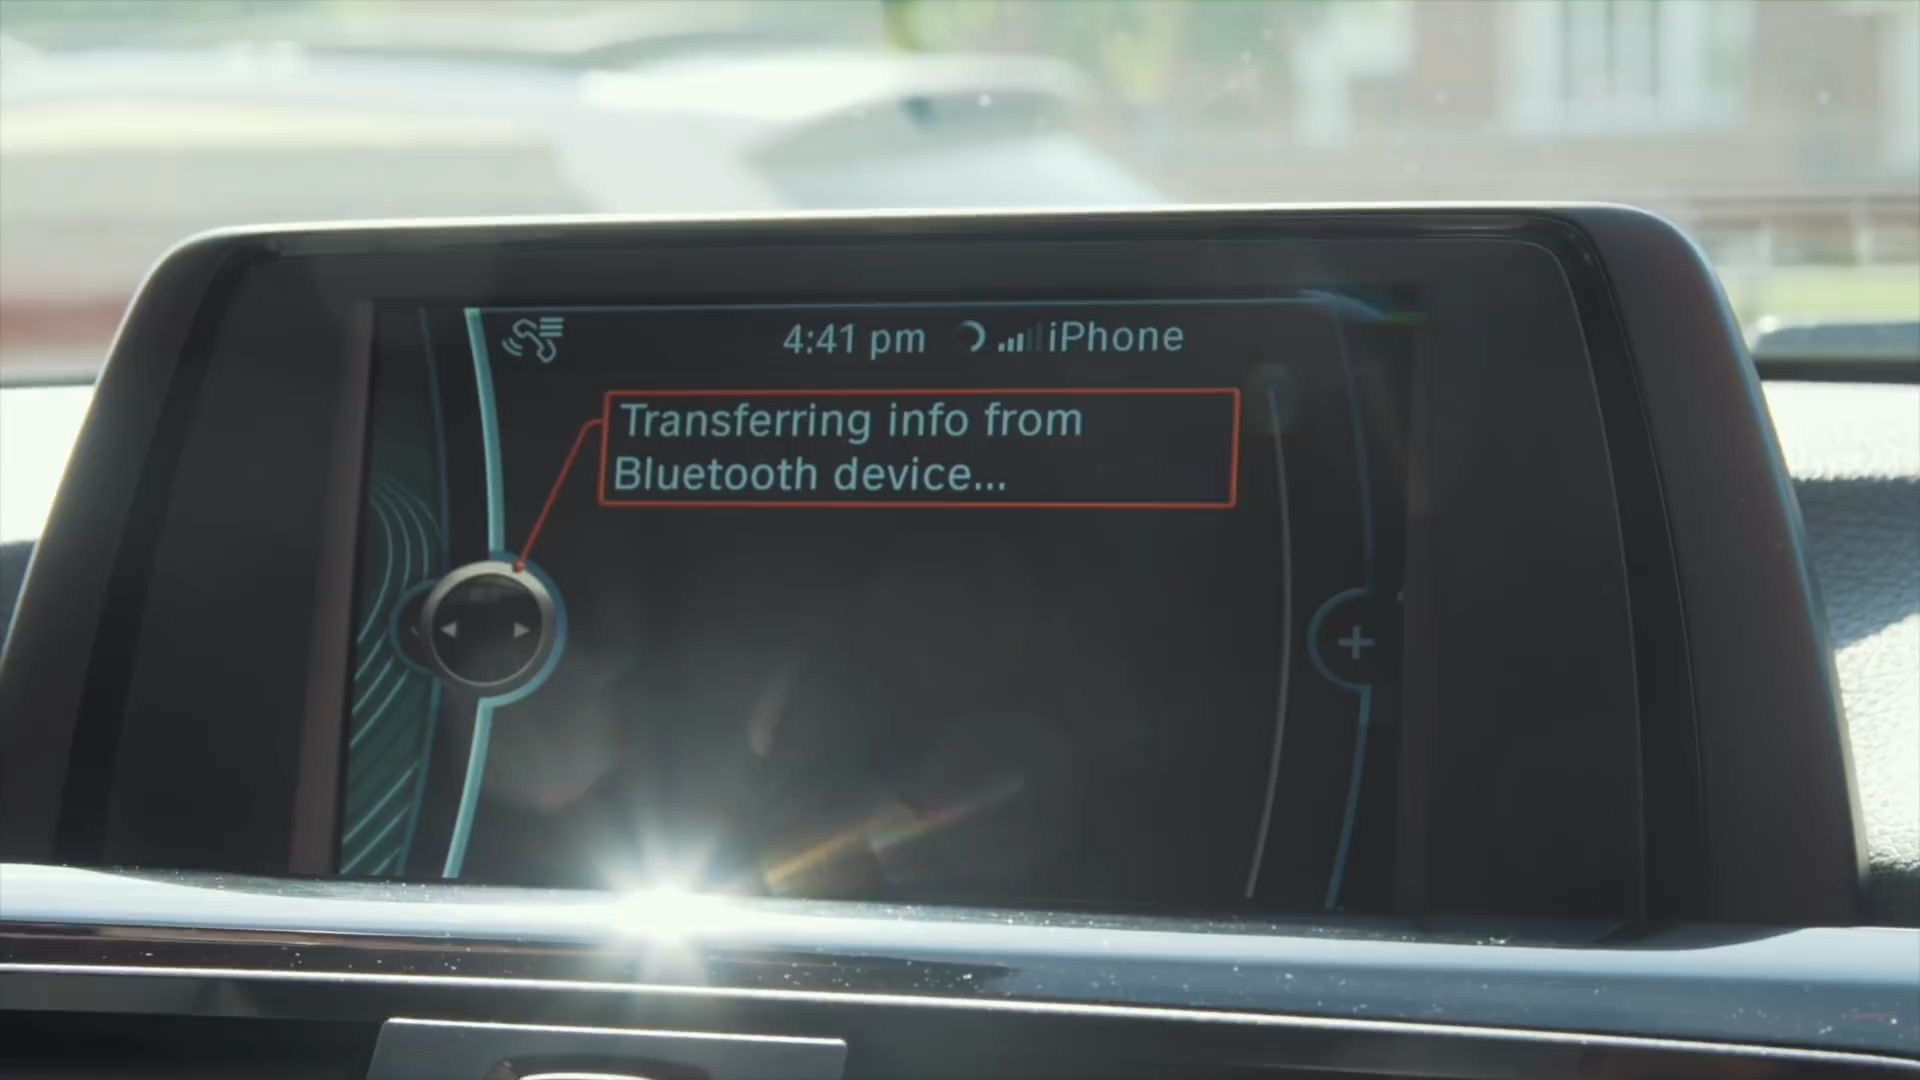 4:41 pm iPhone
Transferring info from
Bluetooth device...
+